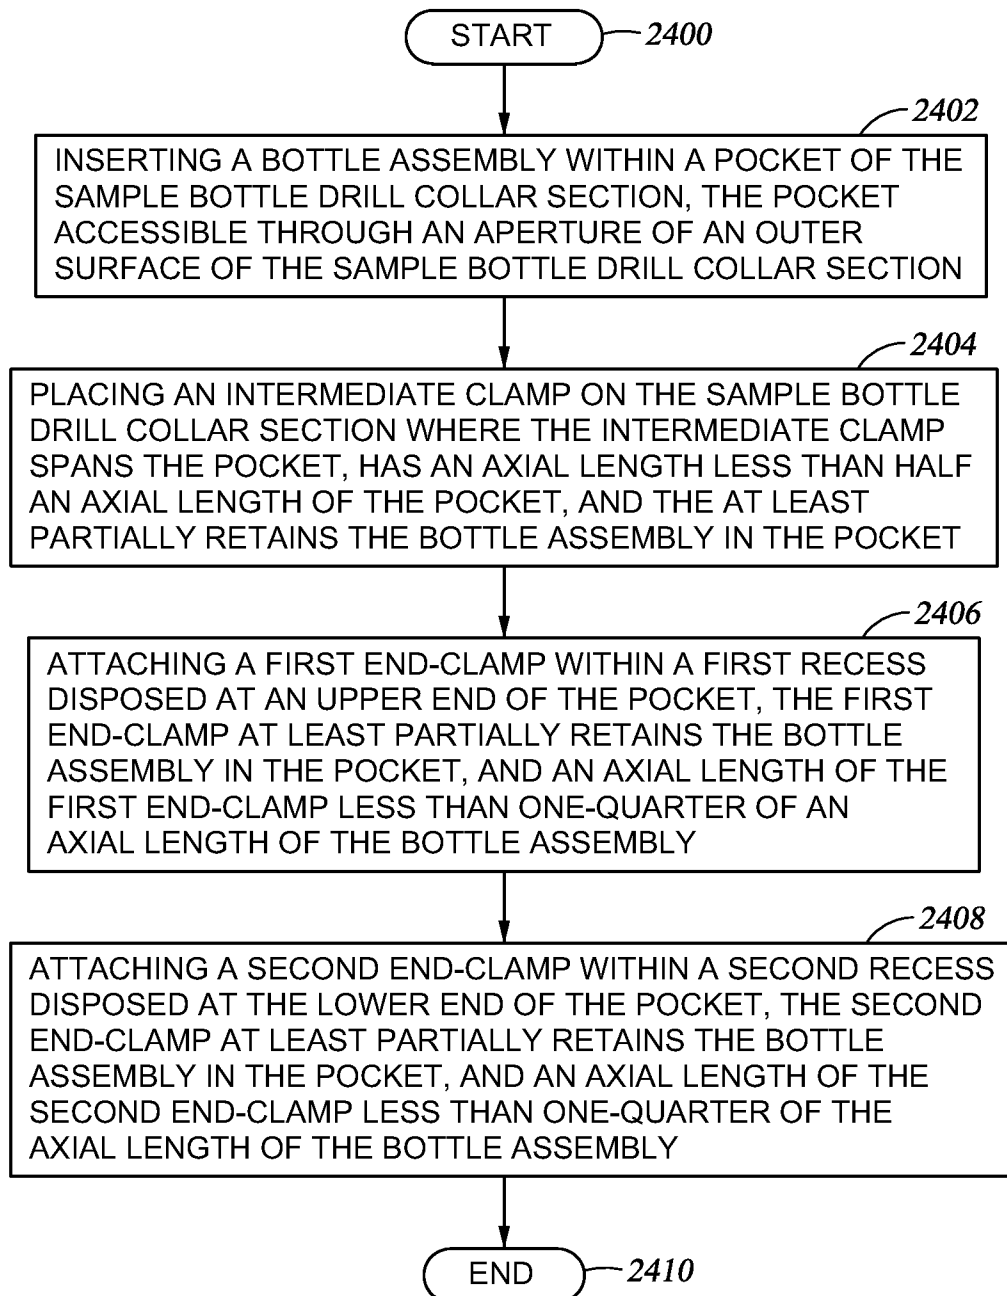 START
2400
2402
INSERTING A BOTTLE ASSEMBLY WITHIN A POCKET OF THE
SAMPLE BOTTLE DRILL COLLAR SECTION, THE POCKET
ACCESSIBLE THROUGH AN APERTURE OF AN OUTER
SURFACE OF THE SAMPLE BOTTLE DRILL COLLAR SECTION
2404
PLACING AN INTERMEDIATE CLAMP ON THE SAMPLE BOTTLE
DRILL COLLAR SECTION WHERE THE INTERMEDIATE CLAMP
SPANS THE POCKET, HAS AN AXIAL LENGTH LESS THAN HALF
AN AXIAL LENGTH OF THE POCKET, AND THE AT LEAST
PARTIALLY RETAINS THE BOTTLE ASSEMBLY IN THE POCKET
2406
ATTACHING A FIRST END-CLAMP WITHIN A FIRST RECESS
DISPOSED AT AN UPPER END OF THE POCKET, THE FIRST
END-CLAMP AT LEAST PARTIALLY RETAINS THE BOTTLE
ASSEMBLY IN THE POCKET, AND AN AXIAL LENGTH OF THE
FIRST END-CLAMP LESS THAN ONE-QUARTER OF AN
AXIAL LENGTH OF THE BOTTLE ASSEMBLY
2408
ATTACHING A SECOND END-CLAMP WITHIN A SECOND RECESS
DISPOSED AT THE LOWER END OF THE POCKET, THE SECOND
END-CLAMP AT LEAST PARTIALLY RETAINS THE BOTTLE
ASSEMBLY IN THE POCKET, AND AN AXIAL LENGTH OF THE
SECOND END-CLAMP LESS THAN ONE-QUARTER OF THE
AXIAL LENGTH OF THE BOTTLE ASSEMBLY
END
2410